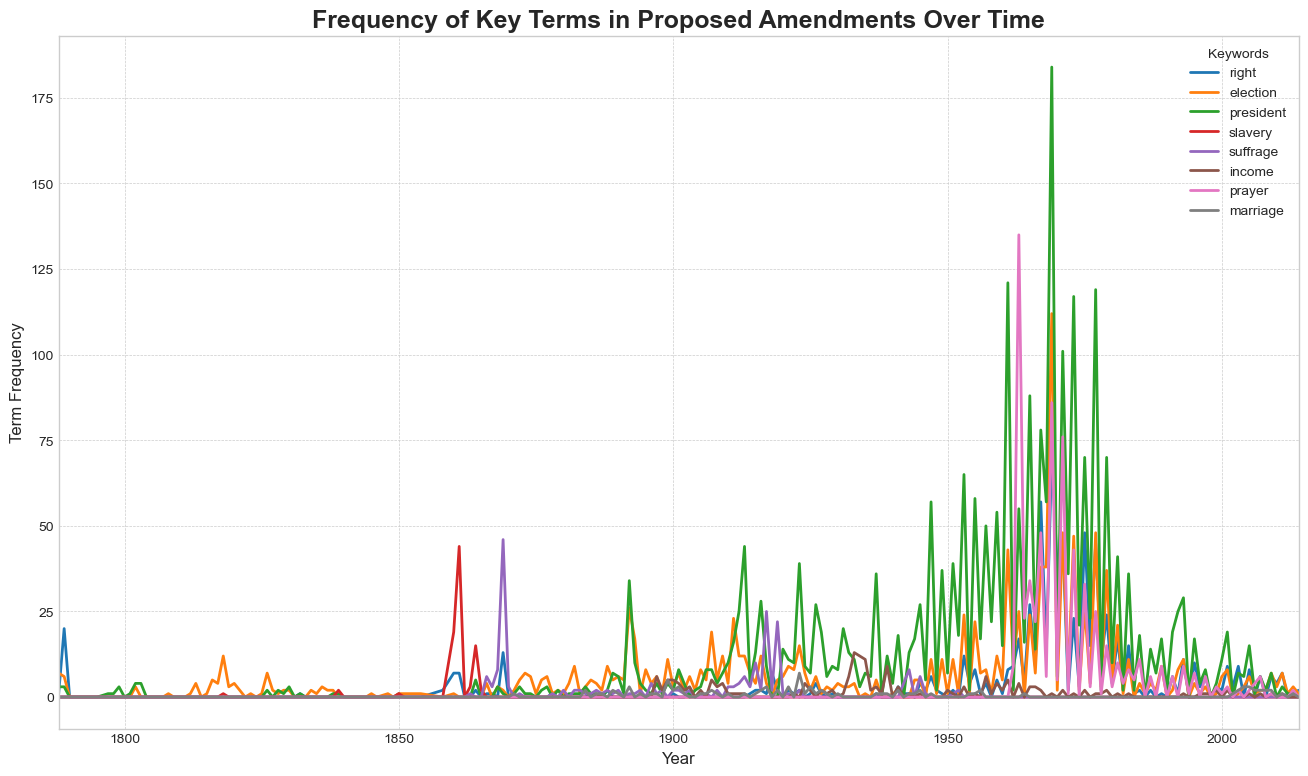 Frequency of Key Terms in Proposed Amendments Over Time
Keywords
right
election
president
slavery
suffrage
income
prayer
marriage
Term Frequency
175
150
125
100
75
50
25
0
1800
1850
1900
1950
2000
Year